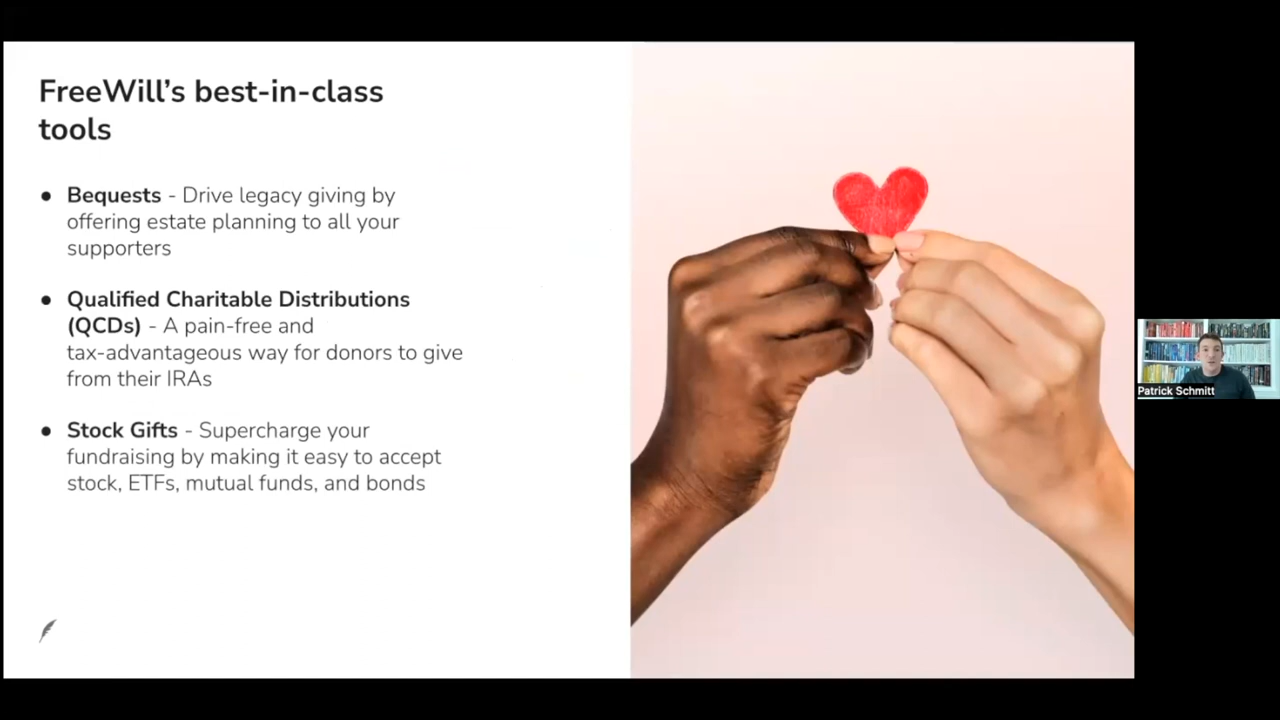 FreeWill’s best-in-class
tools
● Bequests - Drive legacy giving by
offering estate planning to all your
supporters
● Qualified Charitable Distributions
(QCDs) - A pain-free and
tax-advantageous way for donors to give
from their IRAs
● Stock Gifts - Supercharge your
fundraising by making it easy to accept
stock, ETFs, mutual funds, and bonds
Patrick Schmitt